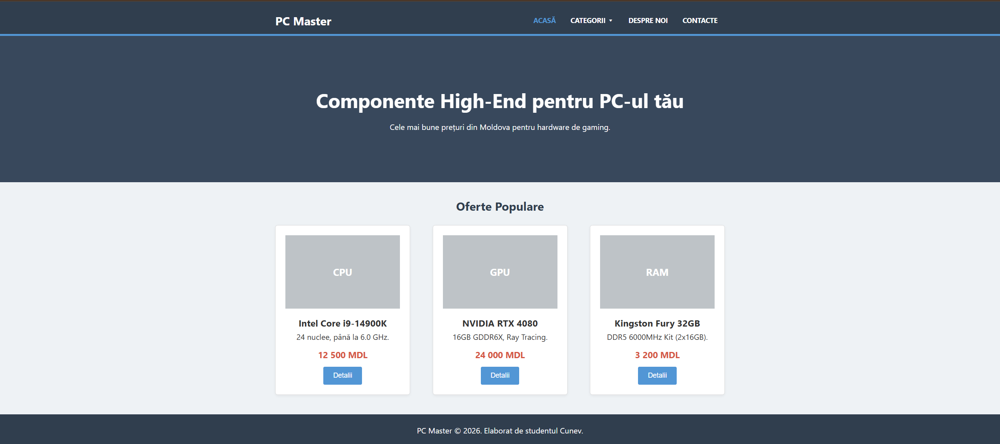 PC Master
ACASĂ CATEGORII DESPRE NOI CONTACTE
Componente High-End pentru PC-ul tău
Cele mai bune prețuri din Moldova pentru hardware de gaming.
Oferte Populare
CPU
Intel Core i9-14900K
24 nuclee, până la 6.0 GHz.
12 500 MDL
Detalii
GPU
NVIDIA RTX 4080
16GB GDDR6X, Ray Tracing.
24 000 MDL
Detalii
RAM
Kingston Fury 32GB
DDR5 6000MHz Kit (2x16GB).
3 200 MDL
Detalii
PC Master © 2026. Elaborat de studentul Cunev.